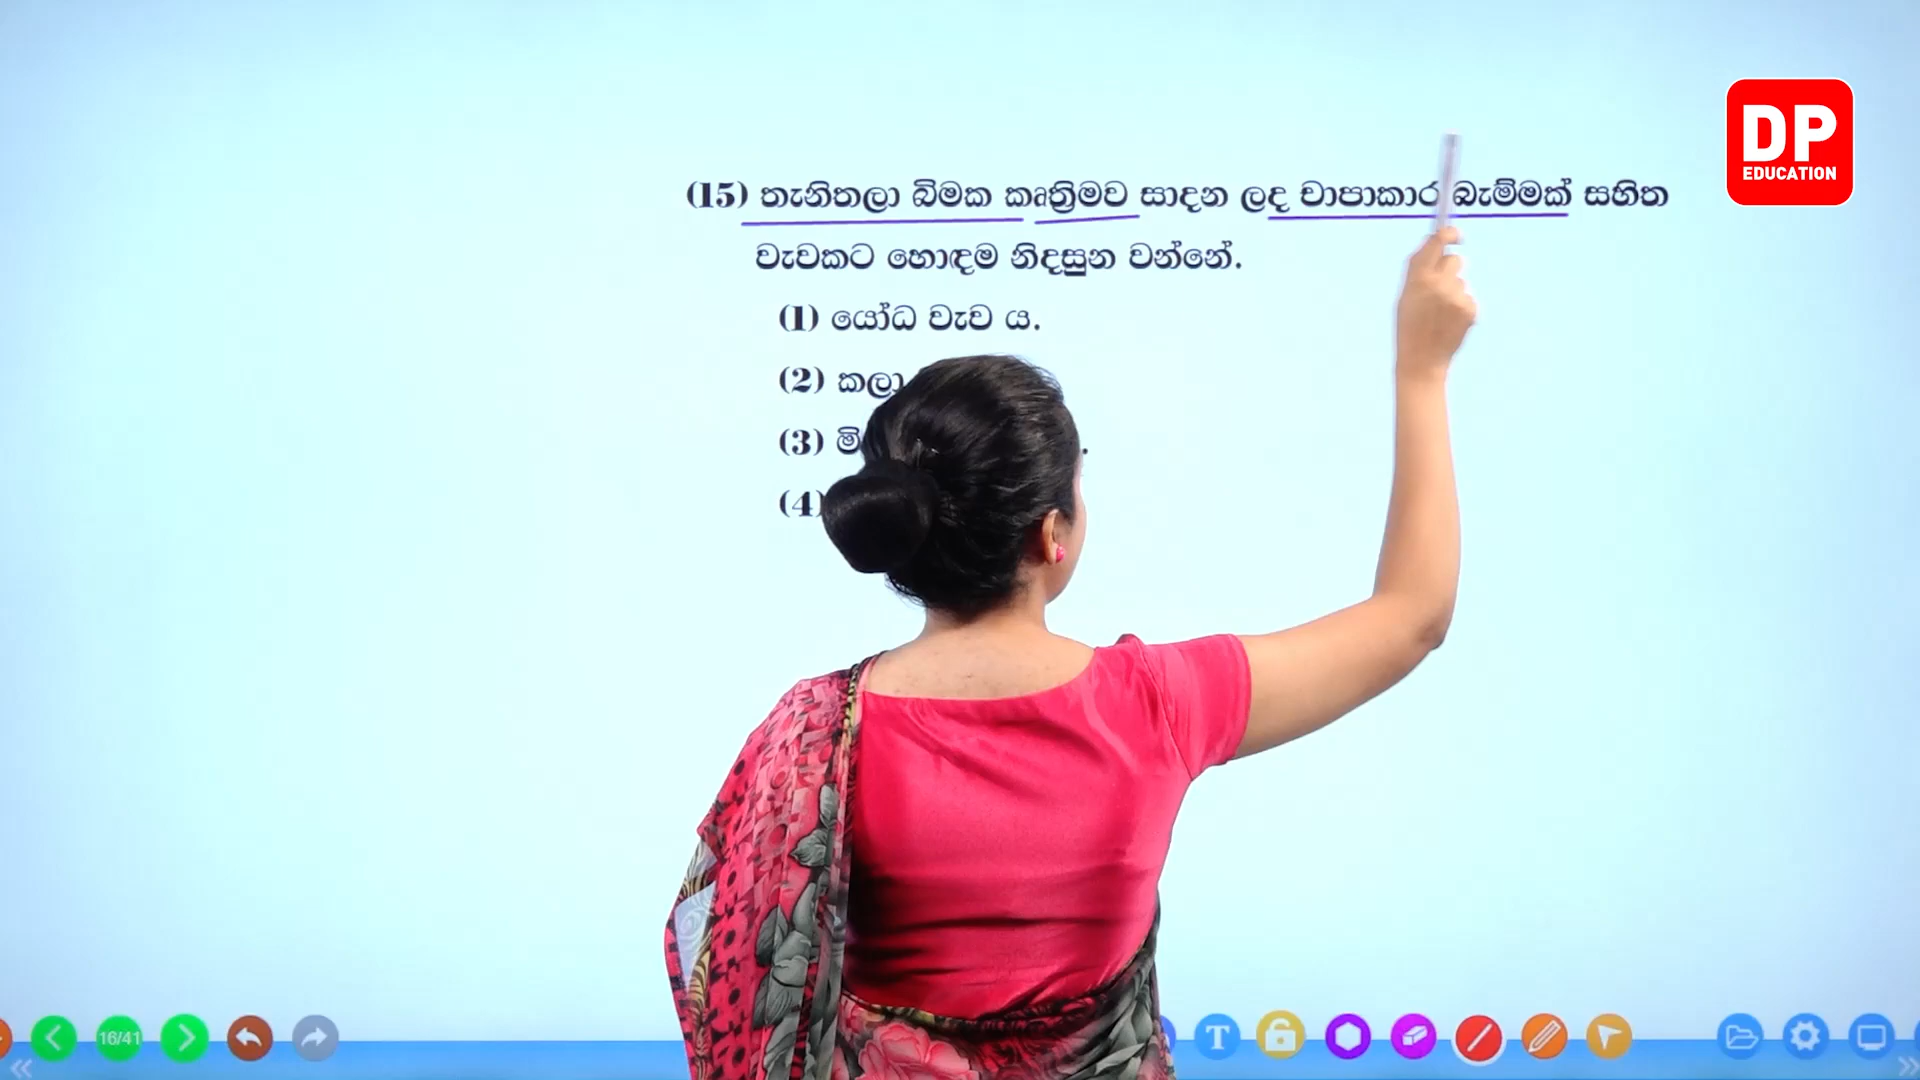 DP
EDUCATION
(15) තැනිතලා බිමක කෘත්‍රිමව සාදන ලද චාපාකාර බැම්මක් සහිත
වැවකට හොඳම නිදසුන වන්නේ.
(1) යෝධ වැව ය.
(2) කලා
(3) මි
(4)
16/41
T